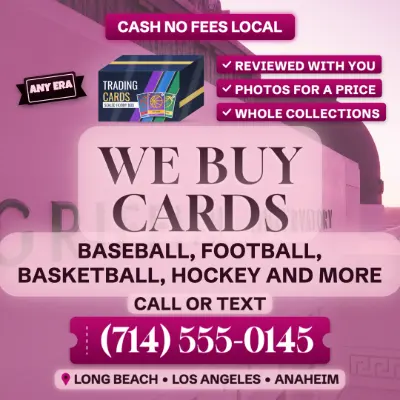 CASH NO FEES LOCAL
ANY ERA
TRADING
CARDS
✓ REVIEWED WITH YOU
✓ PHOTOS FOR A PRICE
✓ WHOLE COLLECTIONS
WE BUY
CARDS
BASEBALL, FOOTBALL,
BASKETBALL, HOCKEY AND MORE
CALL OR TEXT
(714) 555-0145
LONG BEACH • LOS ANGELES • ANAHEIM